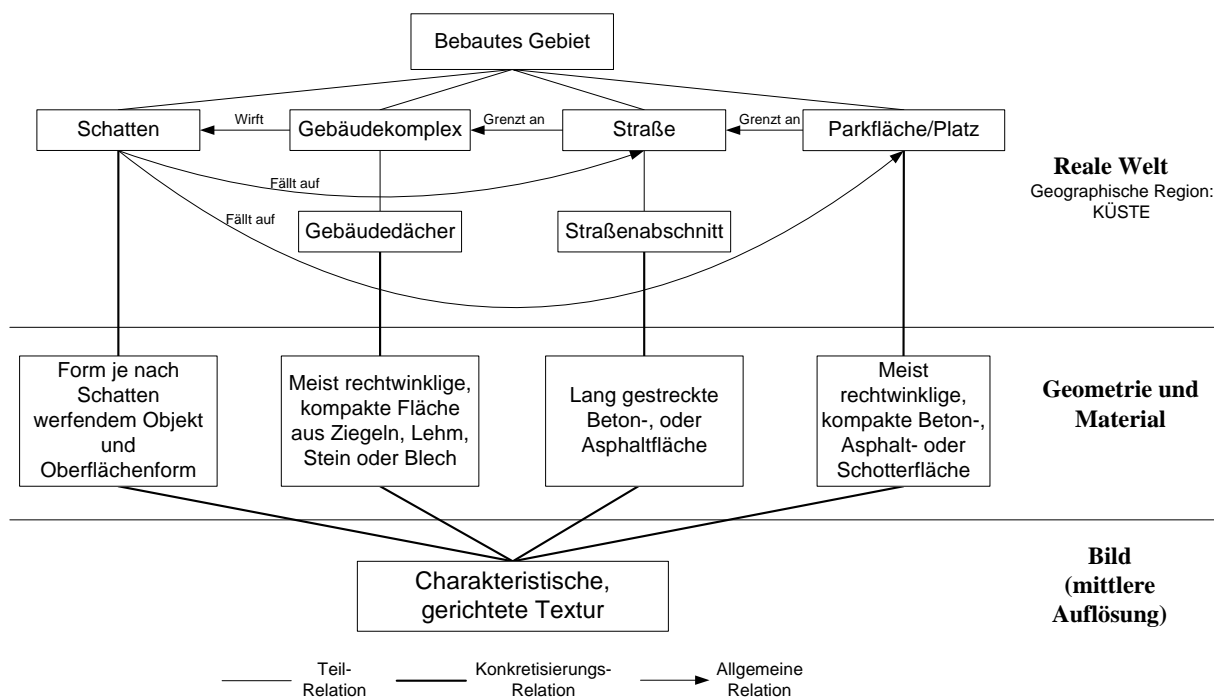 Bebautes Gebiet
Schatten
Wirft
Gebäudekomplex
Grenzt an
Straße
Grenzt an
Parkfläche/Platz
Fällt auf
Fällt auf
Gebäudedächer
Straßenabschnitt
Reale Welt
Geographische Region:
KÜSTE
Form je nach
Schatten
werfendem Objekt
und
Oberflächenform
Meist rechtwinklige,
kompakte Fläche
aus Ziegeln, Lehm,
Stein oder Blech
Lang gestreckte
Beton-, oder
Asphaltfläche
Meist
rechtwinlige,
kompakte Beton-,
Asphalt- oder
Schotterfläche
Geometrie und
Material
Charakteristische,
gerichtete Textur
Bild
(mittlere
Auflösung)
Teil-
Relation
Konkretisierungs-
Relation
Allgemeine
Relation